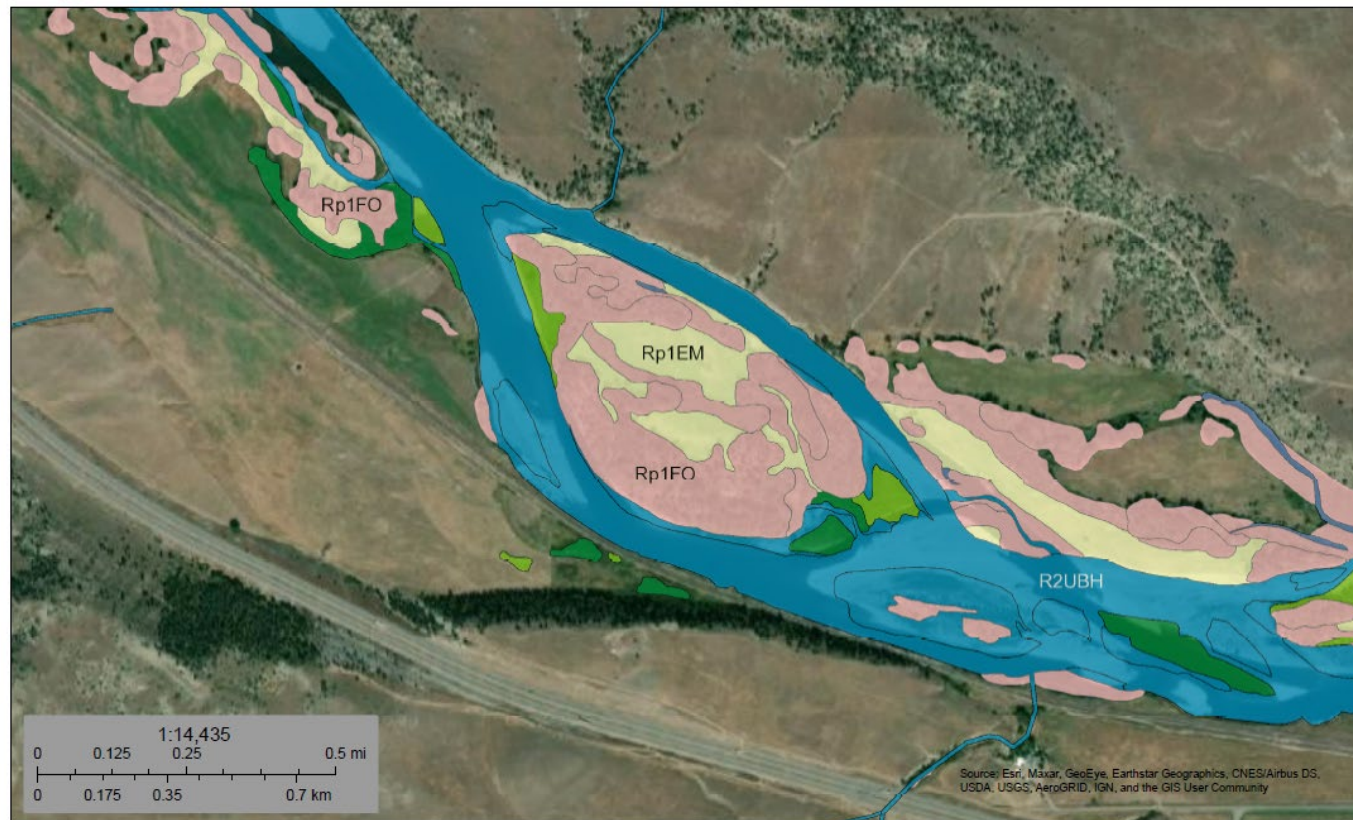 Rp1FO
Rp1EM
Rp1FO
R2UBH
1:14,435
0 0.125 0.25 0.5 mi
0 0.175 0.35 0.7 km
Source: Esri, Maxar, GeoEye, Earthstar Geographics, CNES/Airbus DS,
USDA, USGS, AeroGRID, IGN, and the GIS User Community